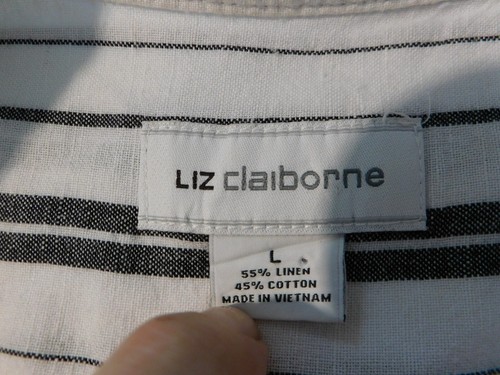 LIZ claiborne
L
55% LINEN
45% COTTON
MADE IN VIETNAM